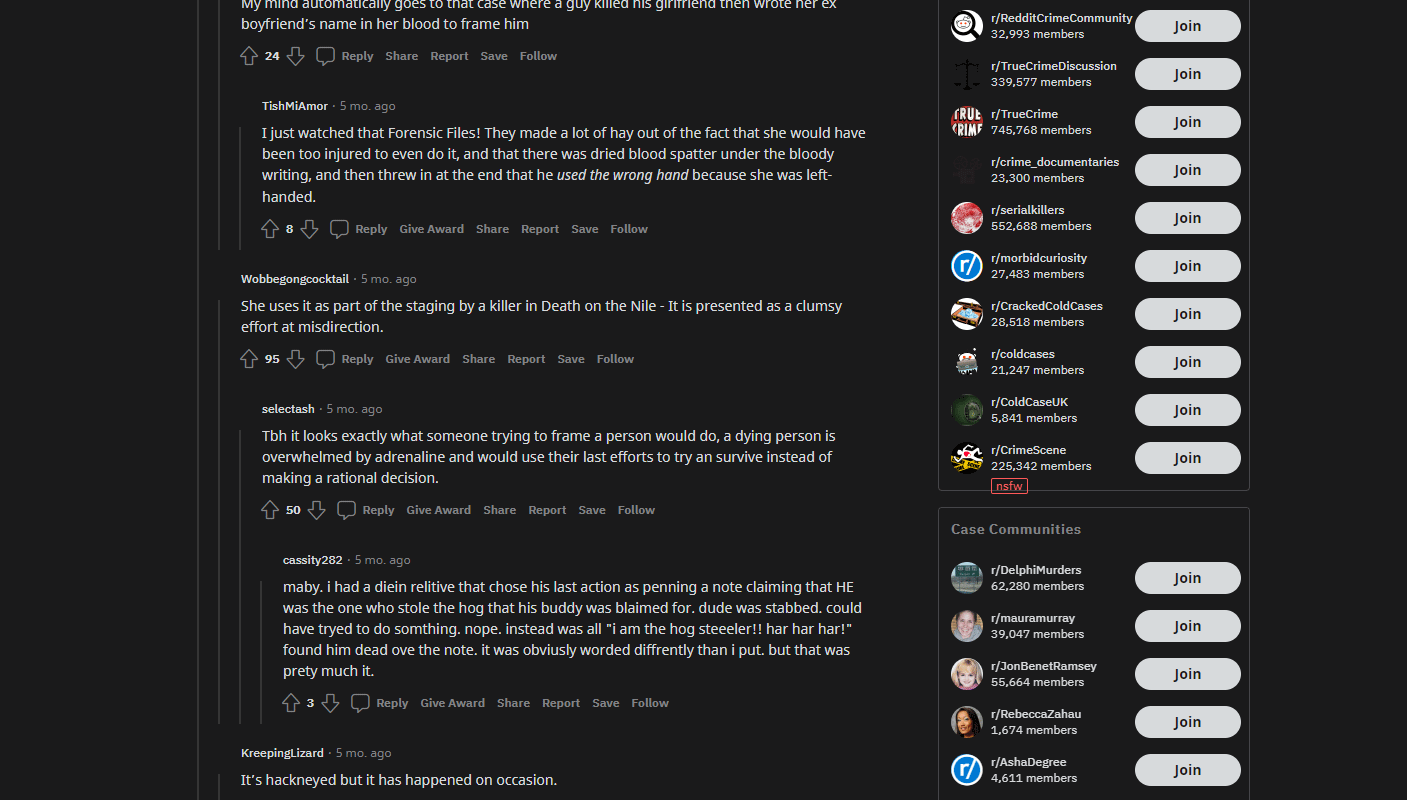 My mind automatically goes to that case where a guy killed his girlfriend then wrote her ex
boyfriend's name in her blood to frame him
24 Reply Share Report Save Follow
TishMiAmor · 5 mo. ago
I just watched that Forensic Files! They made a lot of hay out of the fact that she would have
been too injured to even do it, and that there was dried blood spatter under the bloody
writing, and then threw in at the end that he used the wrong hand because she was left-
handed.
8 Reply Give Award Share Report Save Follow
Wobbegongcocktail · 5 mo. ago
She uses it as part of the staging by a killer in Death on the Nile - It is presented as a clumsy
effort at misdirection.
95 Reply Give Award Share Report Save Follow
selectash · 5 mo. ago
Tbh it looks exactly what someone trying to frame a person would do, a dying person is
overwhelmed by adrenaline and would use their last efforts to try an survive instead of
making a rational decision.
50 Reply Give Award Share Report Save Follow
cassity282 · 5 mo. ago
maby. i had a diein relitive that chose his last action as penning a note claiming that HE
was the one who stole the hog that his buddy was blaimed for. dude was stabbed. could
have tryed to do somthing. nope. instead was all "i am the hog steeeler!! har har har!"
found him dead ove the note. it was obviusly worded diffrently than i put. but that was
prety much it.
3 Reply Give Award Share Report Save Follow
KreepingLizard · 5 mo. ago
It's hackneyed but it has happened on occasion.
r/RedditCrimeCommunity
32,993 members
Join
r/TrueCrimeDiscussion
339,577 members
Join
TRUE
CRIME
r/TrueCrime
745,768 members
Join
r/crime_documentaries
23,300 members
Join
r/serialkillers
552,688 members
Join
r/
r/morbidcuriosity
27,483 members
Join
r/CrackedColdCases
28,518 members
Join
r/coldcases
21,247 members
Join
r/ColdCaseUK
5,841 members
Join
r/CrimeScene
225,342 members
nsfw
Join
Case Communities
r/DelphiMurders
62,280 members
Join
r/mauramurray
39,047 members
Join
r/JonBenetRamsey
55,664 members
Join
r/RebeccaZahau
1,674 members
Join
r/
r/AshaDegree
4,611 members
Join